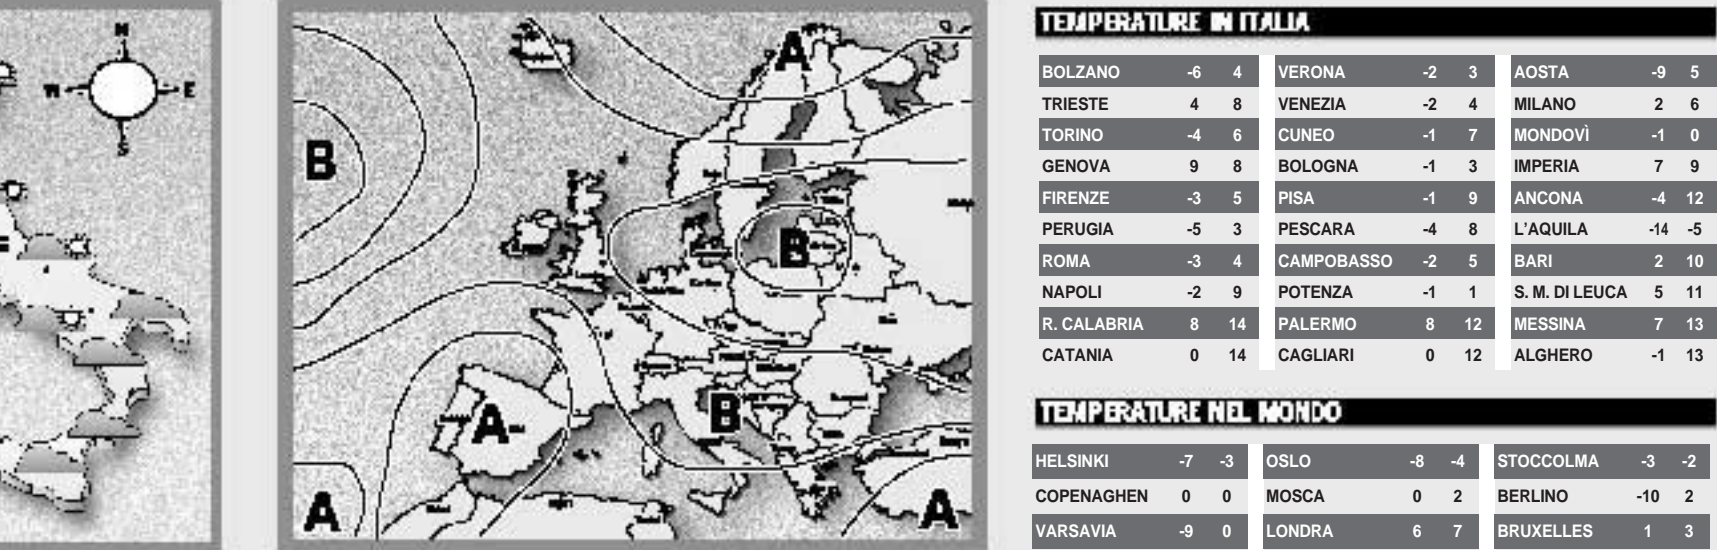 N
W E
S
B
A
B
A
B
A
A
TEMPERATURE IN ITALIA
BOLZANO -6 4 VERONA -2 3 AOSTA -9 5
TRIESTE 4 8 VENEZIA -2 4 MILANO 2 6
TORINO -4 6 CUNEO -1 7 MONDOVÌ -1 0
GENOVA 9 8 BOLOGNA -1 3 IMPERIA 7 9
FIRENZE -3 5 PISA -1 9 ANCONA -4 12
PERUGIA -5 3 PESCARA -4 8 L'AQUILA -14 -5
ROMA -3 4 CAMPOBASSO -2 5 BARI 2 10
NAPOLI -2 9 POTENZA -1 1 S. M. DI LEUCA 5 11
R. CALABRIA 8 14 PALERMO 8 12 MESSINA 7 13
CATANIA 0 14 CAGLIARI 0 12 ALGHERO -1 13
TEMPERATURE NEL MONDO
HELSINKI -7 -3 OSLO -8 -4 STOCCOLMA -3 -2
COPENAGHEN 0 0 MOSCA 0 2 BERLINO -10 2
VARSAVIA -9 0 LONDRA 6 7 BRUXELLES 1 3